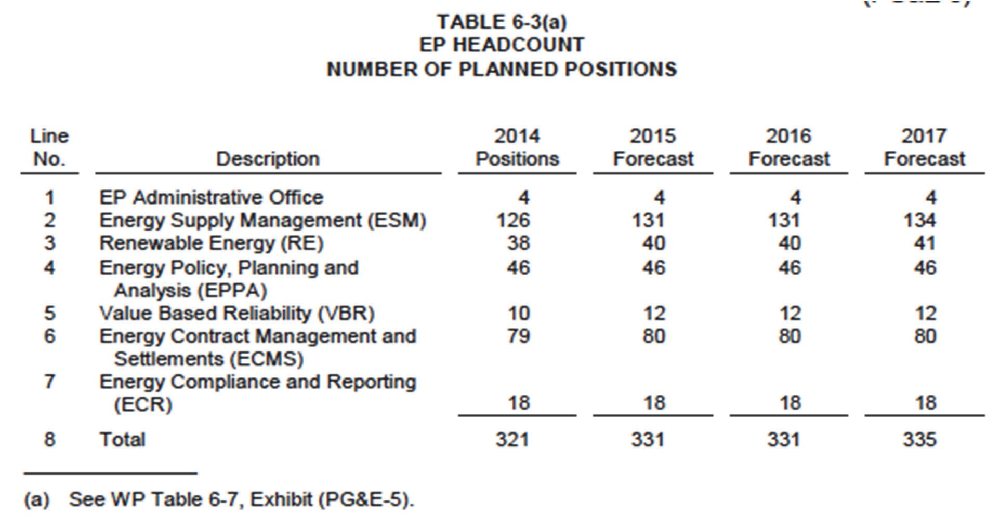 TABLE 6-3(a)
EP HEADCOUNT
NUMBER OF PLANNED POSITIONS
Line No. Description 2014 Positions 2015 Forecast 2016 Forecast 2017 Forecast
1 EP Administrative Office 4 4 4 4
2 Energy Supply Management (ESM) 126 131 131 134
3 Renewable Energy (RE) 38 40 40 41
4 Energy Policy, Planning and 46 46 46 46
Analysis (EPPA)
5 Value Based Reliability (VBR) 10 12 12 12
6 Energy Contract Management and 79 80 80 80
Settlements (ECMS)
7 Energy Compliance and Reporting
(ECR) 18 18 18 18
8 Total 321 331 331 335
(a) See WP Table 6-7, Exhibit (PG&E-5).